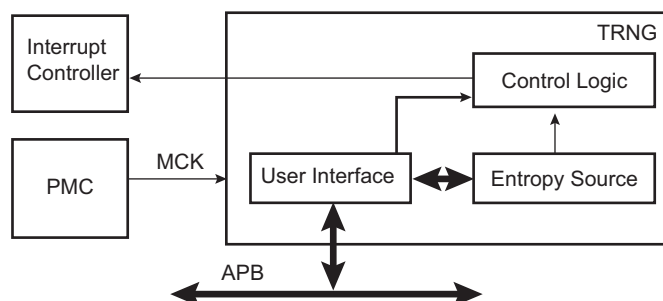 TRNG
Interrupt
Controller
Control Logic
MCK
PMC
User Interface
Entropy Source
APB